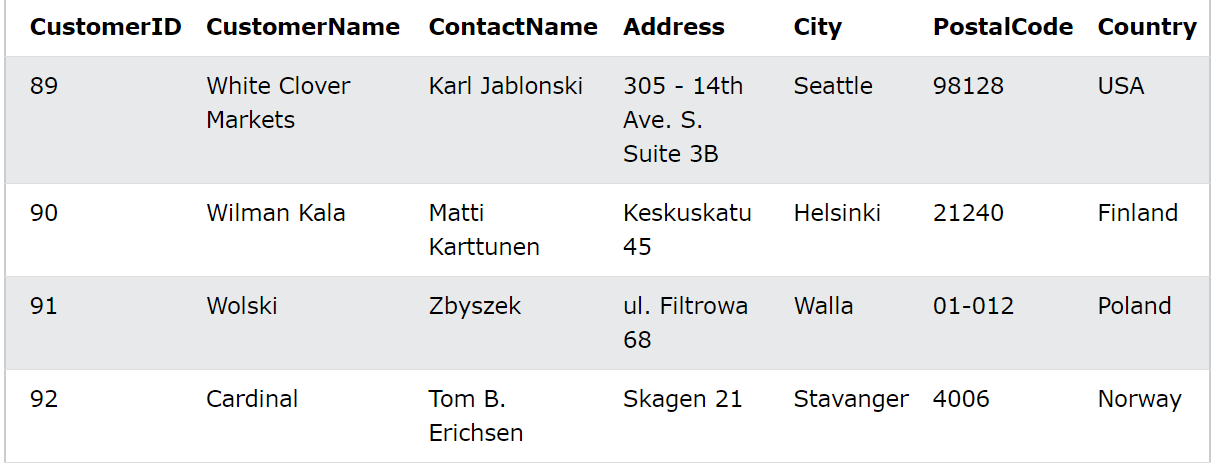 CustomerID CustomerName ContactName Address City PostalCode Country
89 White Clover Karl Jablonski 305 - 14th Seattle 98128 USA
Markets Ave. S.
Suite 3B
90 Wilman Kala Matti Keskuskatu Helsinki 21240 Finland
Karttunen 45
91 Wolski Zbyszek ul. Filtrowa Walla 01-012 Poland
68
92 Cardinal Tom B. Skagen 21 Stavanger 4006 Norway
Erichsen